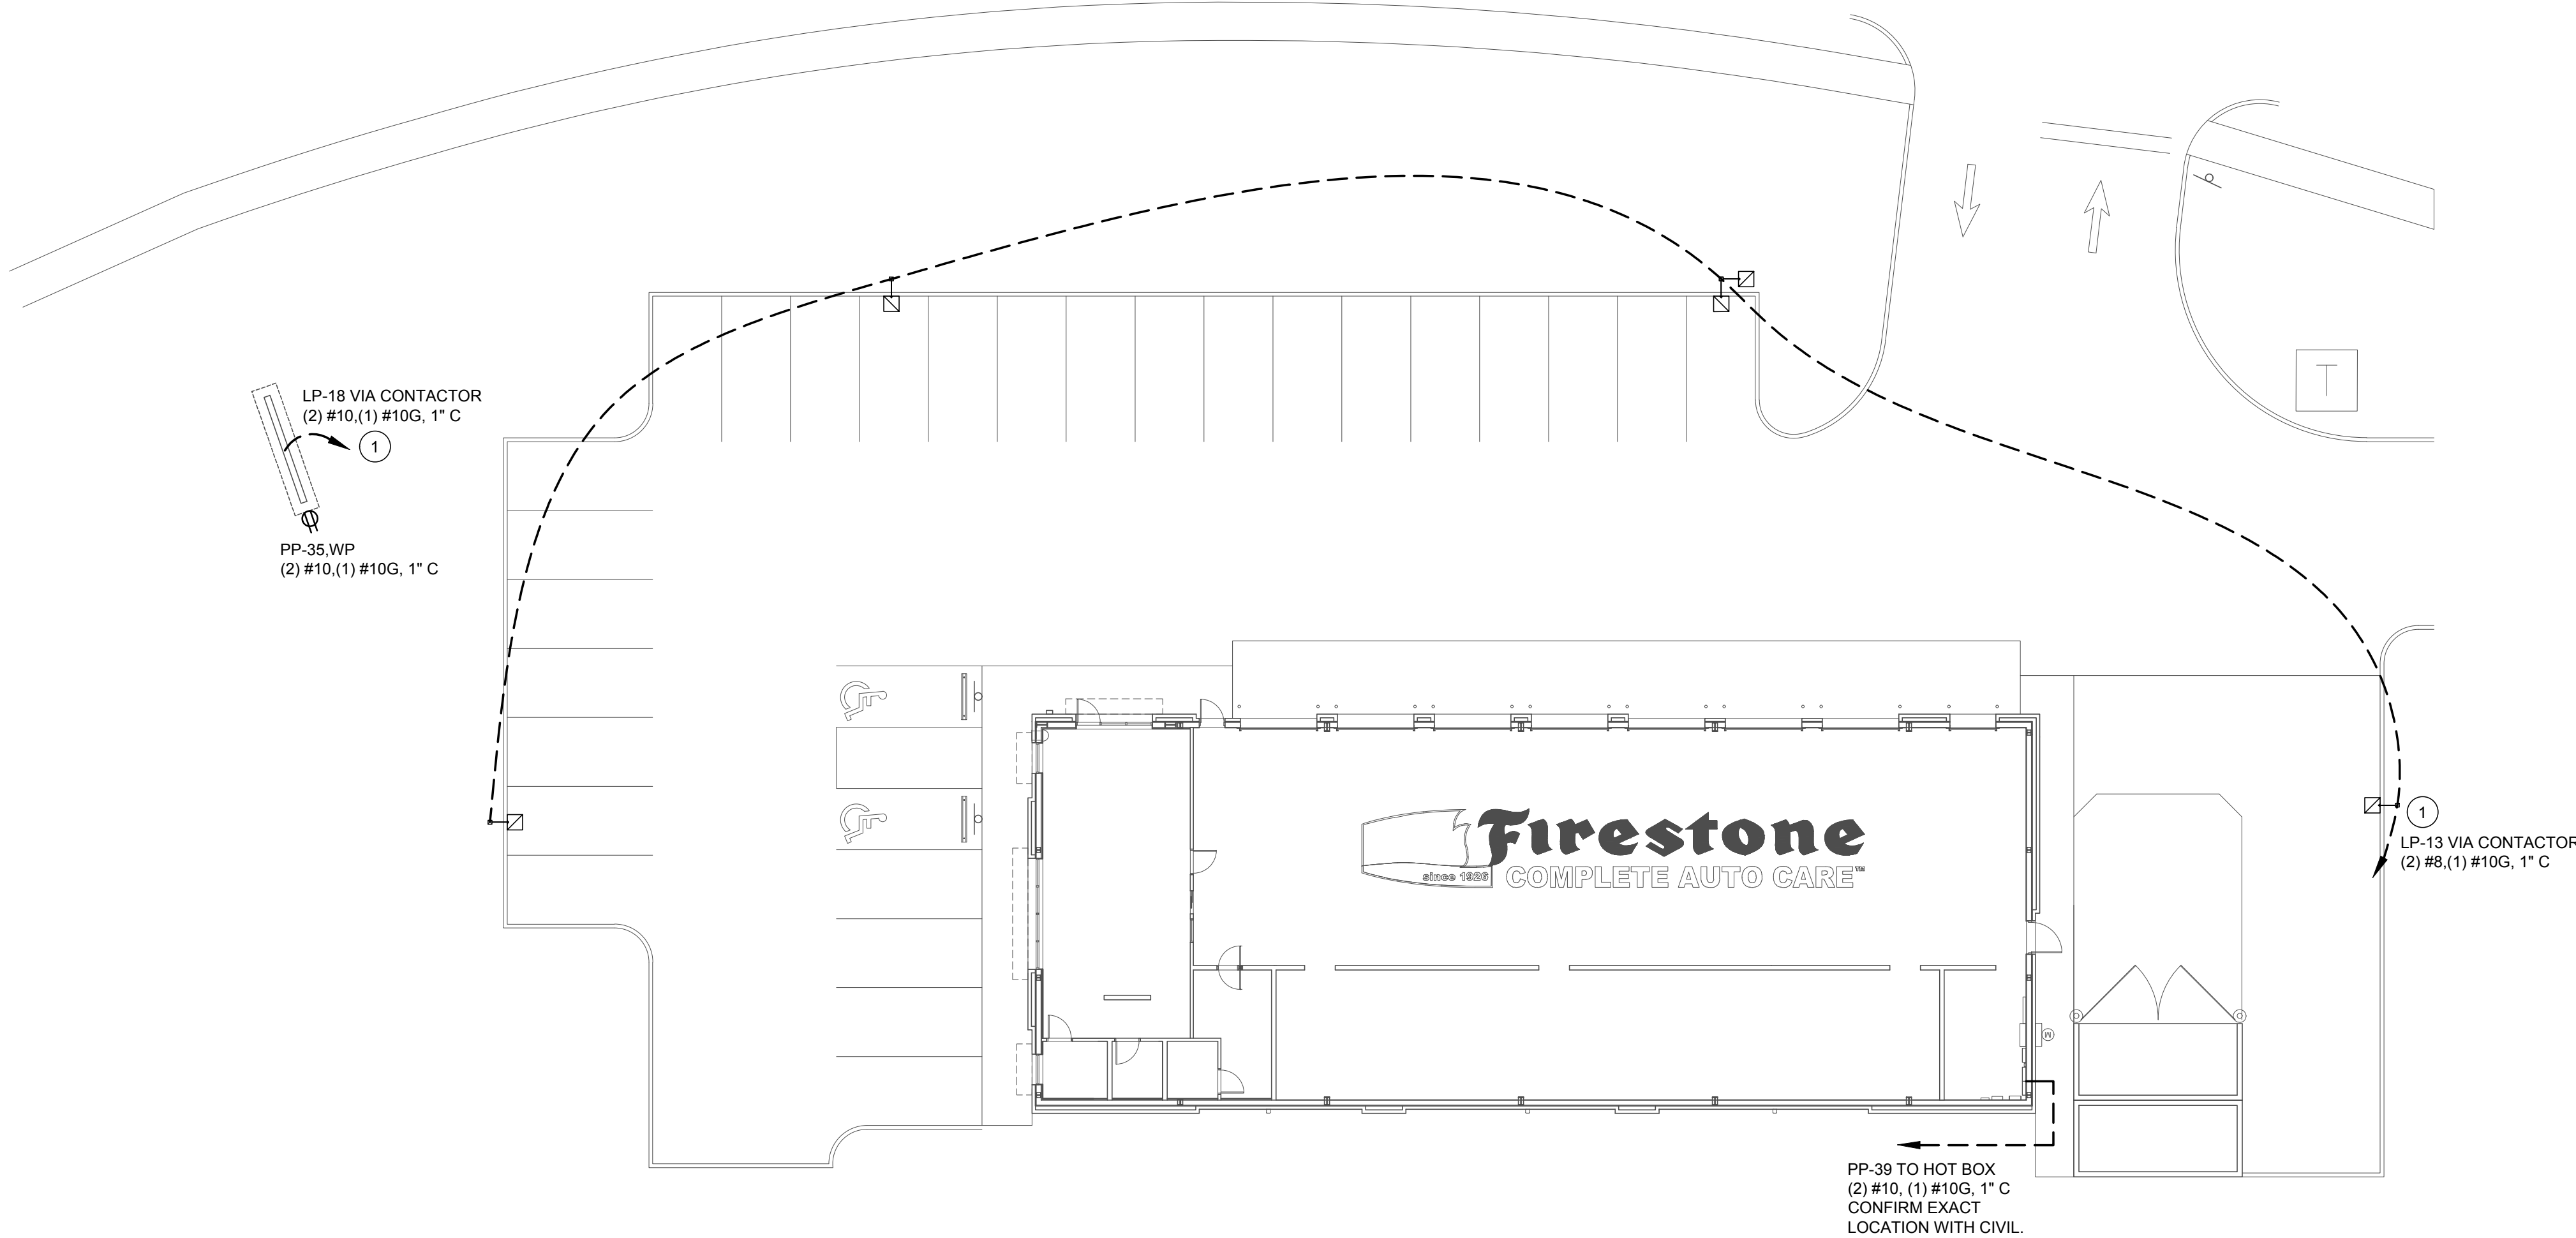 LP-18 VIA CONTACTOR
(2) #10,(1) #10G, 1" C
1
PP-35,WP
(2) #10,(1) #10G, 1" C
T
Firestone
since 1926
COMPLETE AUTO CARE™
1
LP-13 VIA CONTACTOR
(2) #8,(1) #10G, 1" C
M
PP-39 TO HOT BOX
(2) #10, (1) #10G, 1" C
CONFIRM EXACT
LOCATION WITH CIVIL.